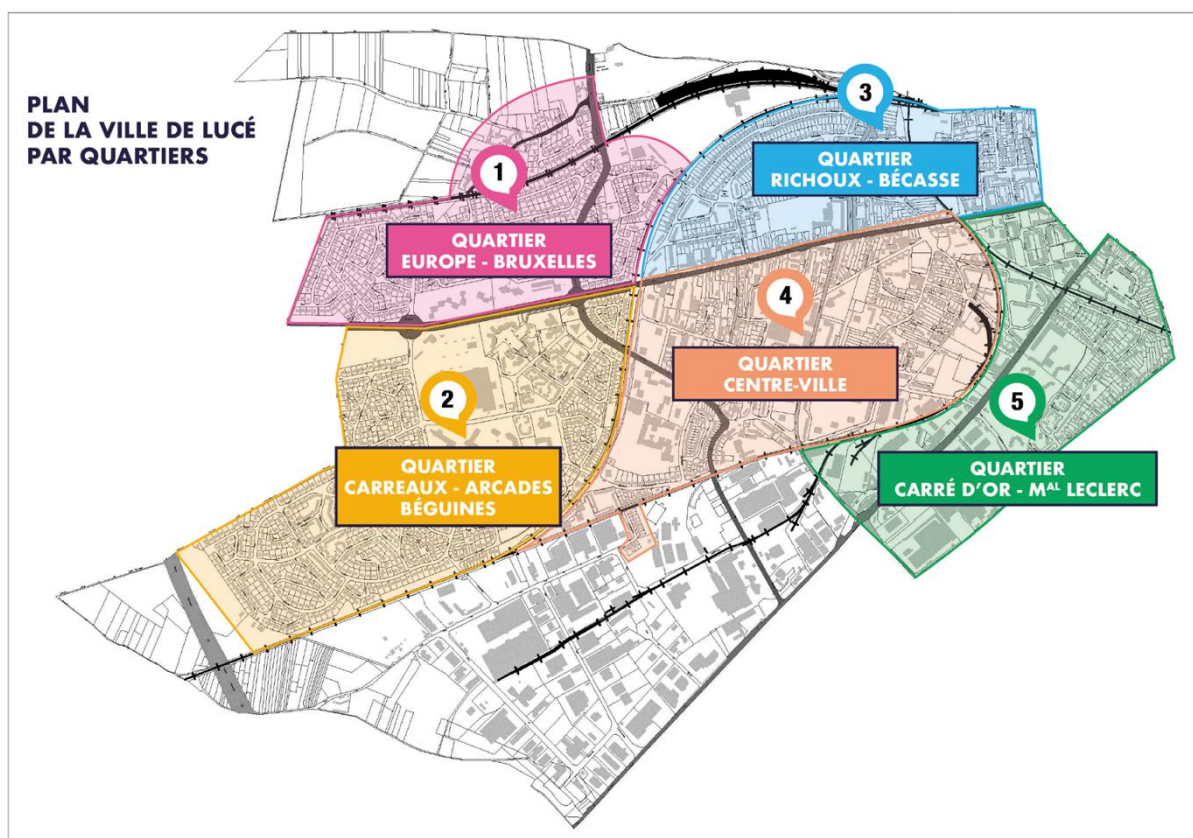 PLAN
DE LA VILLE DE LUCÉ
PAR QUARTIERS
1
QUARTIER
EUROPE - BRUXELLES
3
QUARTIER
RICHOUX - BÉCASSE
4
QUARTIER
CENTRE-VILLE
2
QUARTIER
CARREAUX - ARCADES
BÉGUINES
5
QUARTIER
CARRÉ D'OR - MAL LECLERC